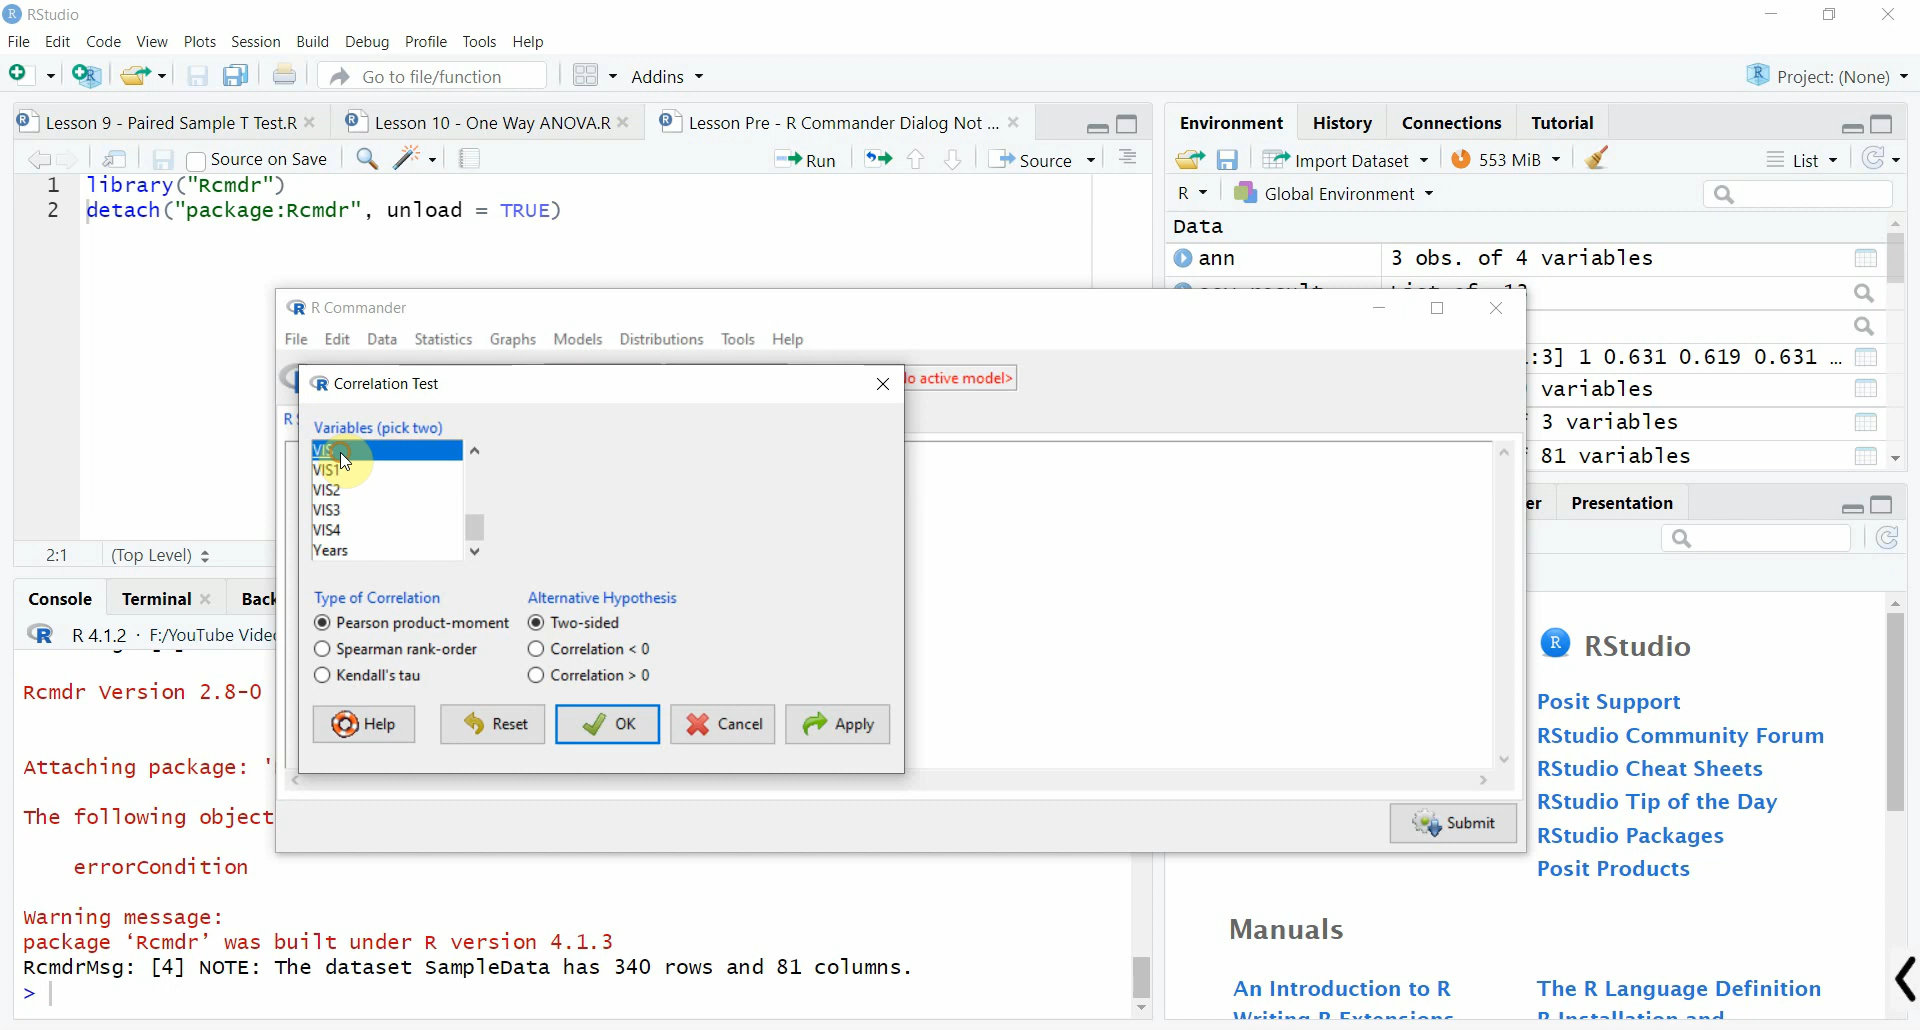 RStudio
File Edit Code View Plots Session Build Debug Profile Tools Help
Go to file/function Addins Project: (None)
Lesson 9 - Paired Sample T Test.R Lesson 10 - One Way ANOVA.R Lesson Pre - R Commander Dialog Not ...
Source on Save Run Source
1 library("Rcmdr")
2 detach("package:Rcmdr", unload = TRUE)
2:1 (Top Level)
Environment History Connections Tutorial
Import Dataset 553 MiB List
R Global Environment
Data
ann 3 obs. of 4 variables
:3] 1 0.631 0.619 0.631 ...
variables
3 variables
81 variables
R Commander
File Edit Data Statistics Graphs Models Distributions Tools Help
active model>
Correlation Test
Variables (pick two)
VIS
VIS1
VIS2
VIS3
VIS4
Years
Type of Correlation Alternative Hypothesis
Pearson product-moment Two-sided
Spearman rank-order Correlation < 0
Kendall's tau Correlation > 0
Help Reset OK Cancel Apply
Submit
er Presentation
Console Terminal Back
R 4.1.2 · F:/YouTube Vide
Rcmdr Version 2.8-0
Attaching package: '
The following object
errorCondition
Warning message:
package ‘Rcmdr’ was built under R version 4.1.3
RcmdrMsg: [4] NOTE: The dataset SampleData has 340 rows and 81 columns.
>
R RStudio
Posit Support
RStudio Community Forum
RStudio Cheat Sheets
RStudio Tip of the Day
RStudio Packages
Posit Products
Manuals
An Introduction to R The R Language Definition
Writing R Extensions R Installation and